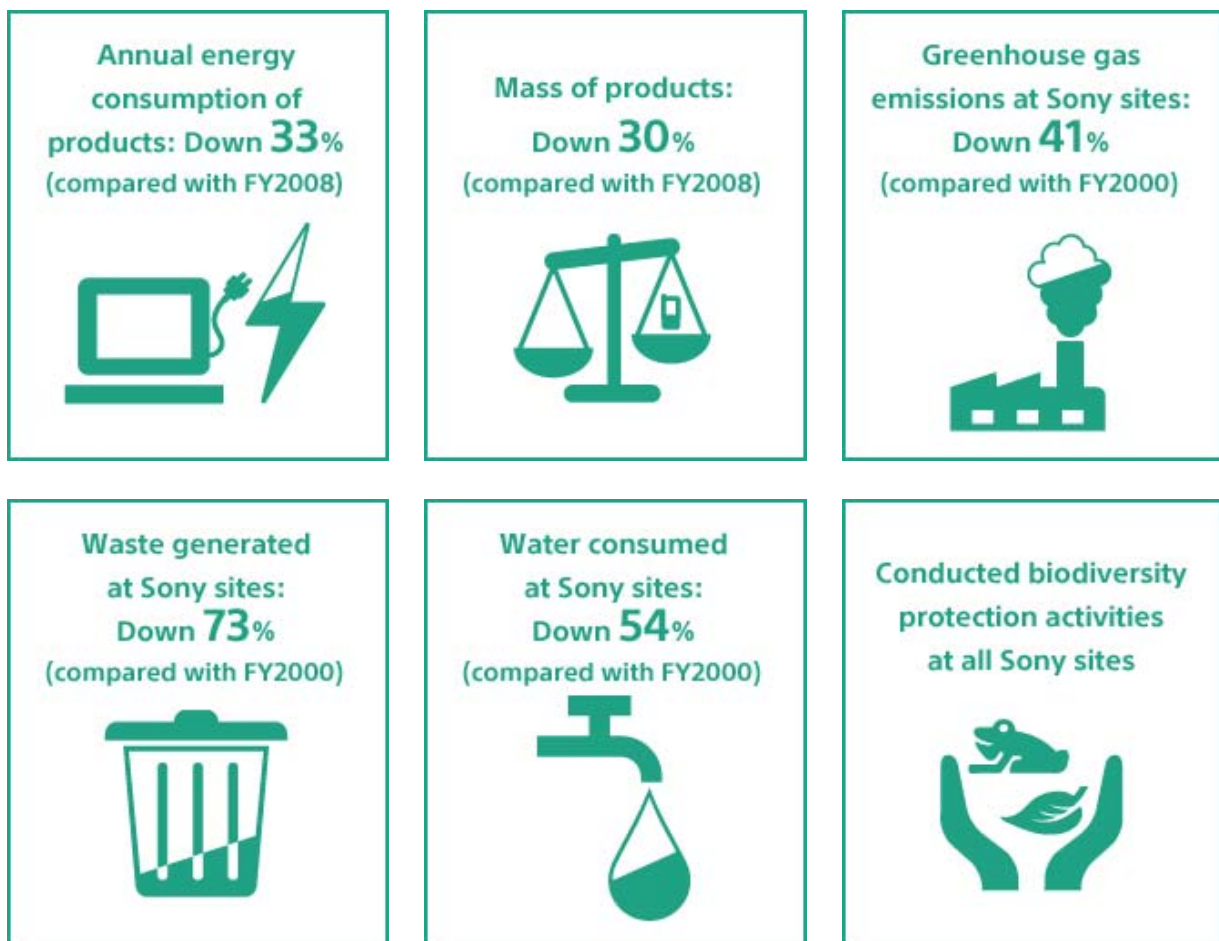 Annual energy
consumption of
products: Down 33%
(compared with FY2008)
Mass of products:
Down 30%
(compared with FY2008)
Greenhouse gas
emissions at Sony sites:
Down 41%
(compared with FY2000)
Waste generated
at Sony sites:
Down 73%
(compared with FY2000)
Water consumed
at Sony sites:
Down 54%
(compared with FY2000)
Conducted biodiversity
protection activities
at all Sony sites